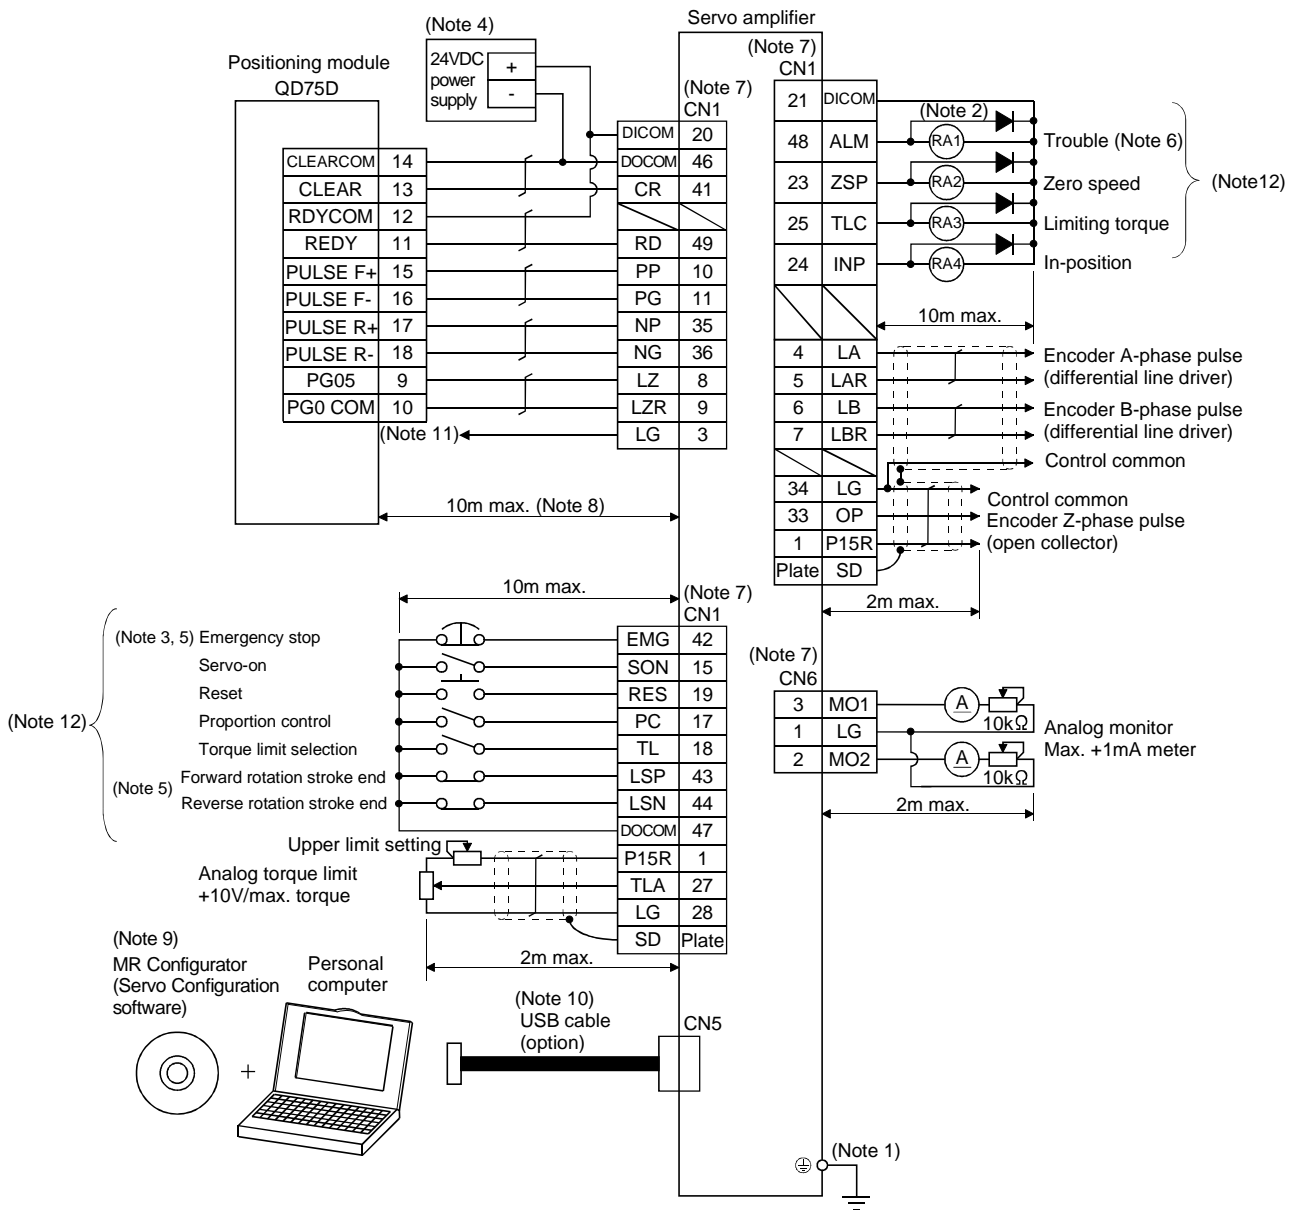 Servo amplifier
(Note 4)
24VDC
power
supply
+
-
Positioning module
QD75D
(Note 7)
CN1
DICOM 20
CLEARCOM 14 DOCOM 46
CLEAR 13 CR 41
RDYCOM 12
REDY 11 RD 49
PULSE F+ 15 PP 10
PULSE F- 16 PG 11
PULSE R+ 17 NP 35
PULSE R- 18 NG 36
PG05 9 LZ 8
PG0 COM 10 LZR 9
(Note 11) LG 3
10m max. (Note 8)
(Note 7)
CN1
21 DICOM
(Note 2)
48 ALM RA1 Trouble (Note 6)
23 ZSP RA2 Zero speed
25 TLC RA3 Limiting torque
24 INP RA4 In-position
(Note12)
10m max.
4 LA Encoder A-phase pulse
5 LAR (differential line driver)
6 LB Encoder B-phase pulse
7 LBR (differential line driver)
Control common
34 LG Control common
33 OP Encoder Z-phase pulse
1 P15R (open collector)
Plate SD
2m max.
10m max.
(Note 7)
CN1
(Note 3, 5) Emergency stop EMG 42
Servo-on SON 15
Reset RES 19
(Note 12) Proportion control PC 17
Torque limit selection TL 18
(Note 5) Forward rotation stroke end LSP 43
Reverse rotation stroke end LSN 44
DOCOM 47
Upper limit setting P15R 1
Analog torque limit
+10V/max. torque
TLA 27
LG 28
SD Plate
2m max.
(Note 7)
CN6
3 MO1 A 10kΩ
1 LG
2 MO2 A 10kΩ
Analog monitor
Max. +1mA meter
2m max.
(Note 9)
MR Configurator
(Servo Configuration
software)
+
Personal
computer
(Note 10)
USB cable
(option)
CN5
(Note 1)